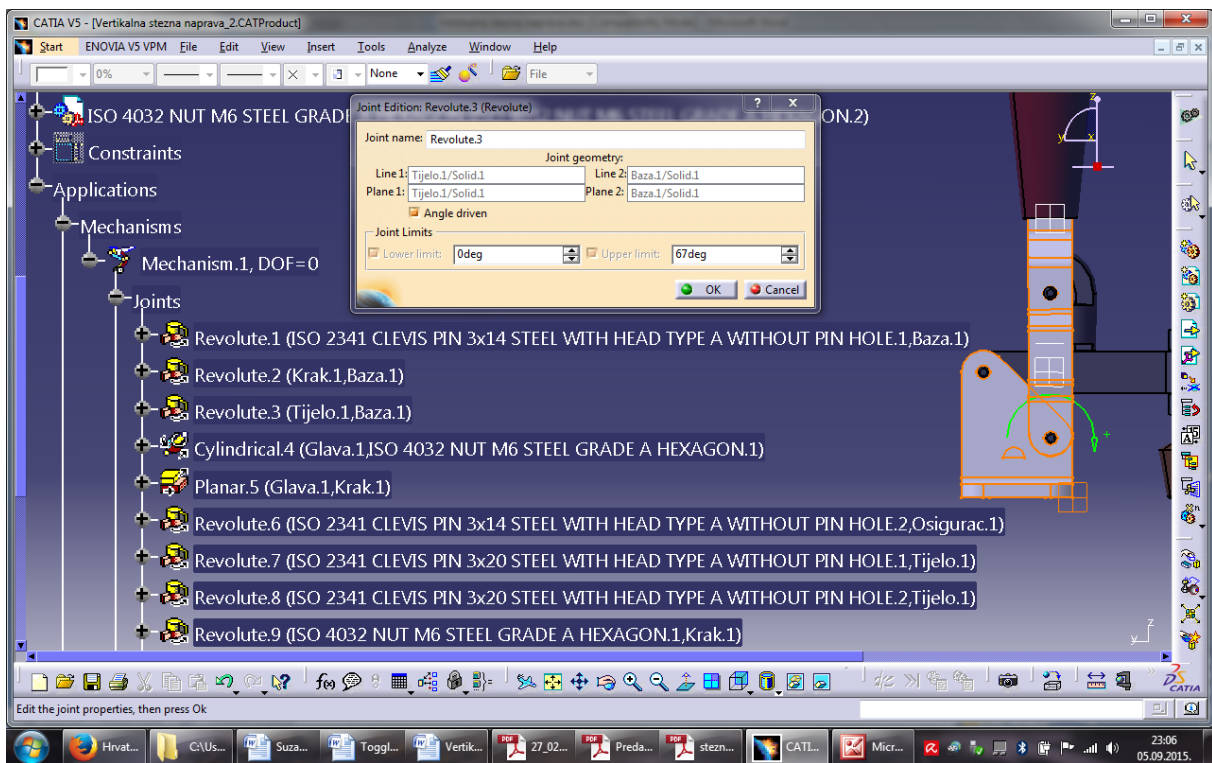 CATIA V5 - [Vertikalna stezna naprava_2.CATProduct]
Start ENOVIA V5 VPM File Edit View Insert Tools Analyze Window Help
0% None File
ISO 4032 NUT M6 STEEL GRAD
ON.2)
Constraints
Applications
Mechanisms
Mechanism.1, DOF=0
Joints
Revolute.1 (ISO 2341 CLEVIS PIN 3x14 STEEL WITH HEAD TYPE A WITHOUT PIN HOLE.1,Baza.1)
Revolute.2 (Krak.1,Baza.1)
Revolute.3 (Tijelo.1,Baza.1)
Cylindrical.4 (Glava.1,ISO 4032 NUT M6 STEEL GRADE A HEXAGON.1)
Planar.5 (Glava.1,Krak.1)
Revolute.6 (ISO 2341 CLEVIS PIN 3x14 STEEL WITH HEAD TYPE A WITHOUT PIN HOLE.2,Osigurac.1)
Revolute.7 (ISO 2341 CLEVIS PIN 3x20 STEEL WITH HEAD TYPE A WITHOUT PIN HOLE.1,Tijelo.1)
Revolute.8 (ISO 2341 CLEVIS PIN 3x20 STEEL WITH HEAD TYPE A WITHOUT PIN HOLE.2,Tijelo.1)
Revolute.9 (ISO 4032 NUT M6 STEEL GRADE A HEXAGON.1,Krak.1)
Joint Edition: Revolute.3 (Revolute)
Joint name: Revolute.3
Joint geometry:
Line 1: Tijelo.1/Solid.1 Line 2: Baza.1/Solid.1
Plane 1: Tijelo.1/Solid.1 Plane 2: Baza.1/Solid.1
Angle driven
Joint Limits
Lower limit: 0deg Upper limit: 67deg
OK Cancel
z
y x
+
z
y
f(x)
CATIA
Edit the joint properties, then press Ok
Hrvat... C:\Us... Suza... Toggl... Vertik... 27_02... Preda... stezn... CATI... Micr... 23:06
05.09.2015.